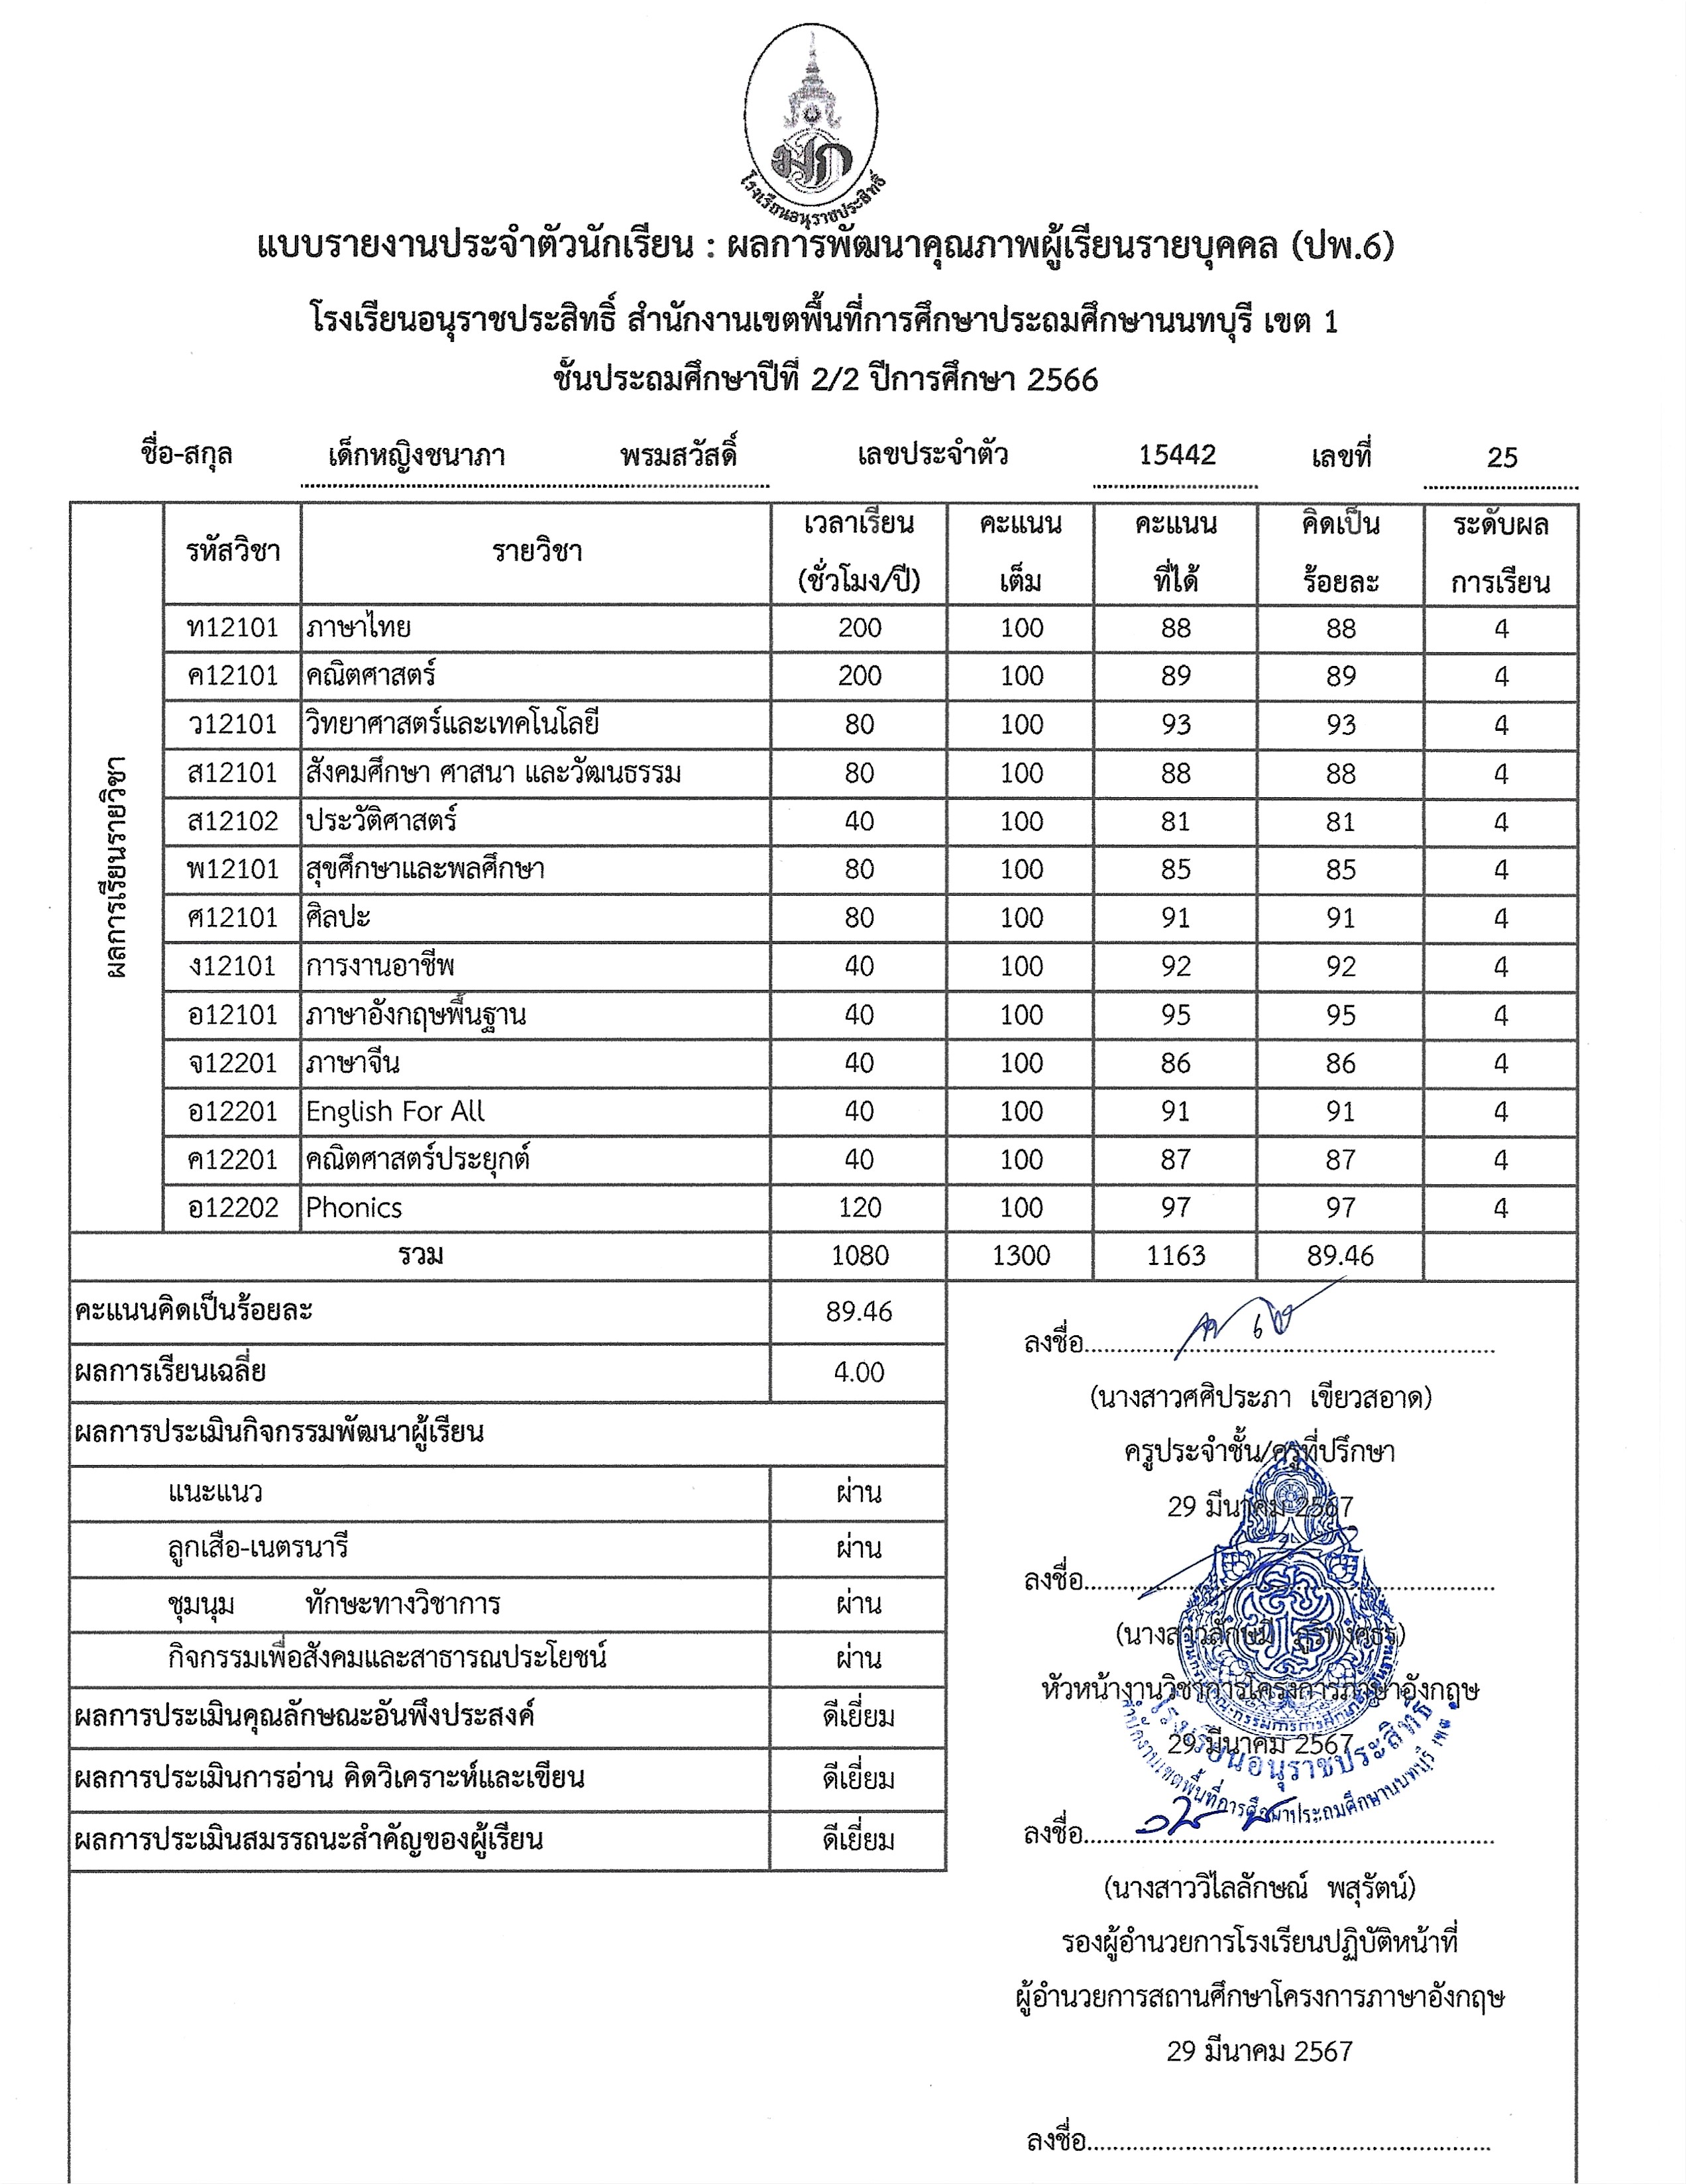 โรงเรียนอนุราชประสิทธิ์
แบบรายงานประจำตัวนักเรียน : ผลการพัฒนาคุณภาพผู้เรียนรายบุคคล (ปพ.6)
โรงเรียนอนุราชประสิทธิ์ สำนักงานเขตพื้นที่การศึกษาประถมศึกษานนทบุรี เขต 1
ชั้นประถมศึกษาปีที่ 2/2 ปีการศึกษา 2566
ชื่อ-สกุล เด็กหญิงชนาภา พรมสวัสดิ์ เลขประจำตัว 15442 เลขที่ 25
ผลการเรียนรายวิชา
รหัสวิชา รายวิชา เวลาเรียน (ชั่วโมง/ปี) คะแนน เต็ม คะแนน ที่ได้ คิดเป็น ร้อยละ ระดับผล การเรียน
ท12101 ภาษาไทย 200 100 88 88 4
ค12101 คณิตศาสตร์ 200 100 89 89 4
ว12101 วิทยาศาสตร์และเทคโนโลยี 80 100 93 93 4
ส12101 สังคมศึกษา ศาสนา และวัฒนธรรม 80 100 88 88 4
ส12102 ประวัติศาสตร์ 40 100 81 81 4
พ12101 สุขศึกษาและพลศึกษา 80 100 85 85 4
ศ12101 ศิลปะ 80 100 91 91 4
ง12101 การงานอาชีพ 40 100 92 92 4
อ12101 ภาษาอังกฤษพื้นฐาน 40 100 95 95 4
จ12201 ภาษาจีน 40 100 86 86 4
อ12201 English For All 40 100 91 91 4
ค12201 คณิตศาสตร์ประยุกต์ 40 100 87 87 4
อ12202 Phonics 120 100 97 97 4
รวม 1080 1300 1163 89.46
คะแนนคิดเป็นร้อยละ 89.46
ผลการเรียนเฉลี่ย 4.00
ผลการประเมินกิจกรรมพัฒนาผู้เรียน
แนะแนว ผ่าน
ลูกเสือ-เนตรนารี ผ่าน
ชุมนุม ทักษะทางวิชาการ ผ่าน
กิจกรรมเพื่อสังคมและสาธารณประโยชน์ ผ่าน
ผลการประเมินคุณลักษณะอันพึงประสงค์ ดีเยี่ยม
ผลการประเมินการอ่าน คิดวิเคราะห์และเขียน ดีเยี่ยม
ผลการประเมินสมรรถนะสำคัญของผู้เรียน ดีเยี่ยม
ลงชื่อ
(นางสาวศศิประภา เขียวสอาด)
ครูประจำชั้น/ครูที่ปรึกษา
29 มีนาคม 2567
ลงชื่อ
หัวหน้างานวิชาการโครงการภาษาอังกฤษ
29 มีนาคม 2567
โรงเรียนอนุราชประสิทธิ์
สำนักงานเขตพื้นที่การศึกษาประถมศึกษานนทบุรี เขต ๑
ลงชื่อ
(นางสาววิไลลักษณ์ พสุรัตน์)
รองผู้อำนวยการโรงเรียนปฏิบัติหน้าที่
ผู้อำนวยการสถานศึกษาโครงการภาษาอังกฤษ
29 มีนาคม 2567
ลงชื่อ